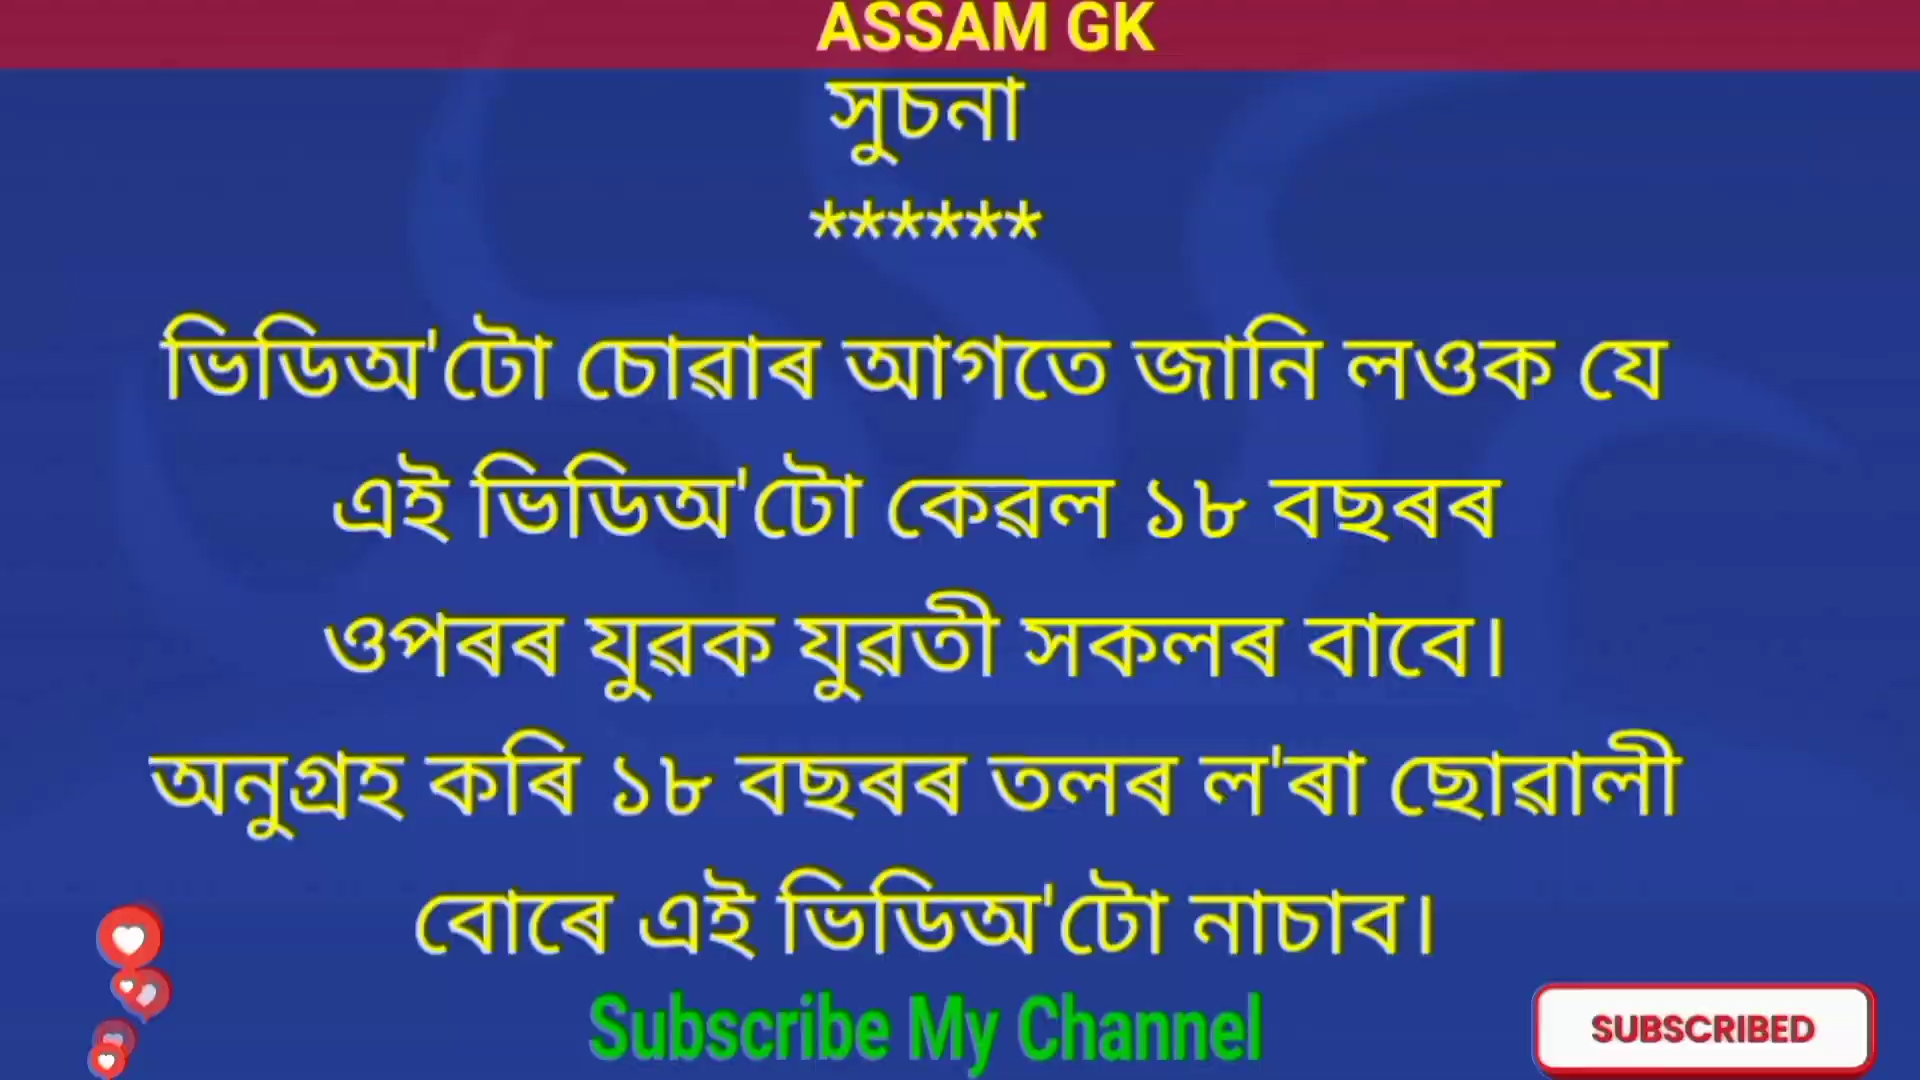 ASSAM GK
সুচনা
******
ভিডিঅ'টো চোৱাৰ আগতে জানি লওক যে
এই ভিডিঅ'টো কেৱল ১৮ বছৰৰ
ওপৰৰ যুৱক যুৱতী সকলৰ বাবে।
অনুগ্ৰহ কৰি ১৮ বছৰৰ তলৰ ল'ৰা ছোৱালী
বোৰে এই ভিডিঅ'টো নাচাব।
Subscribe My Channel
SUBSCRIBED